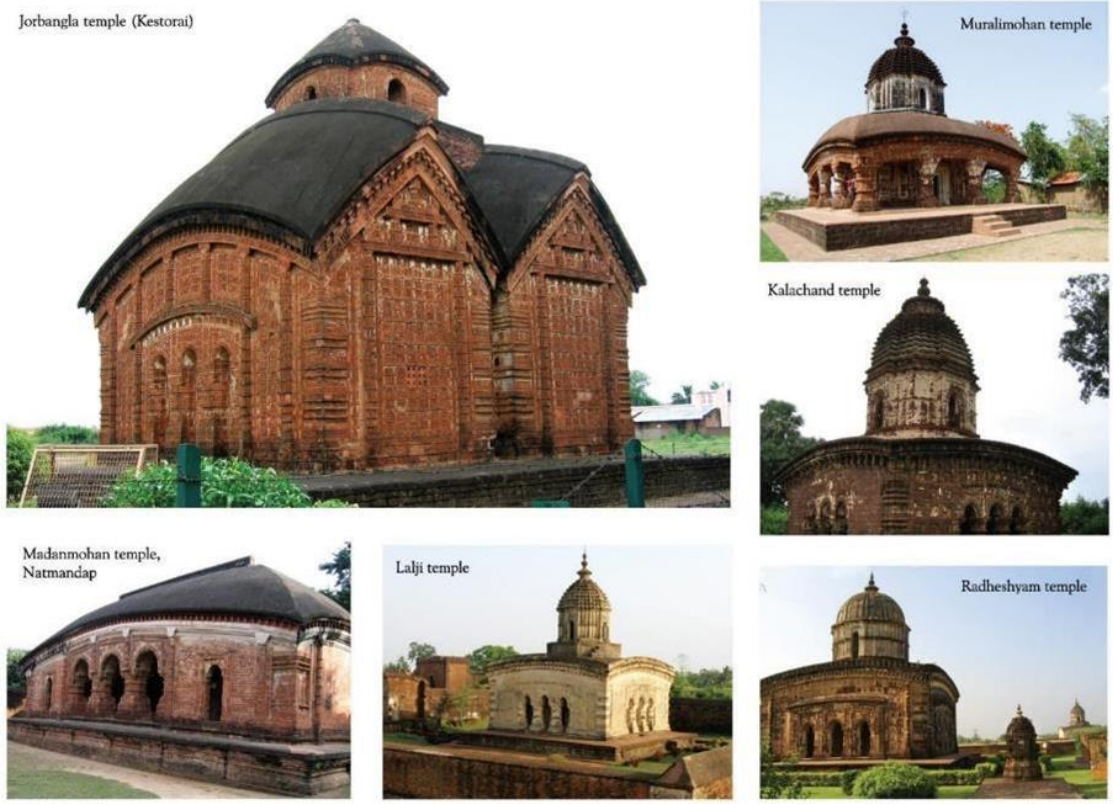 Jorbangla temple (Kestorai)
Muralimohan temple
Kalachand temple
Madanmohan temple,
Natmandap
Lalji temple
Radheshyam temple